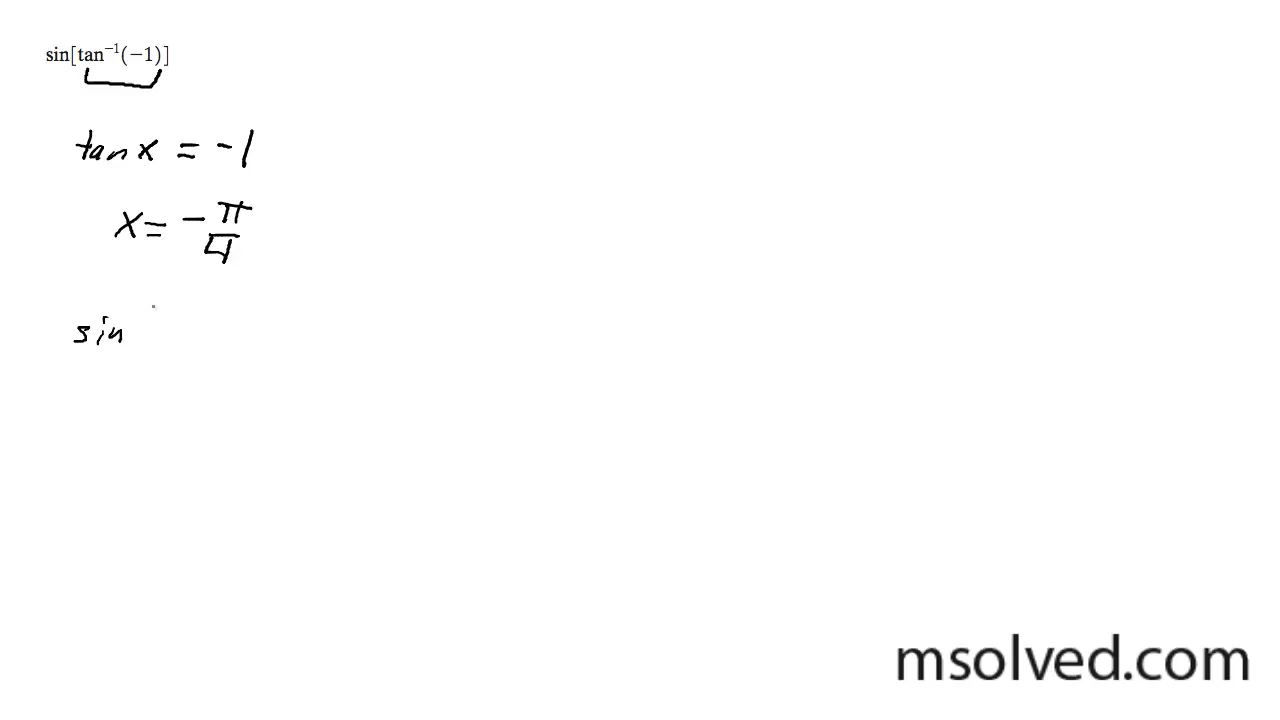 sin[tan⁻¹(−1)]
tan x = -1
x = -π/4
sin
msolved.com